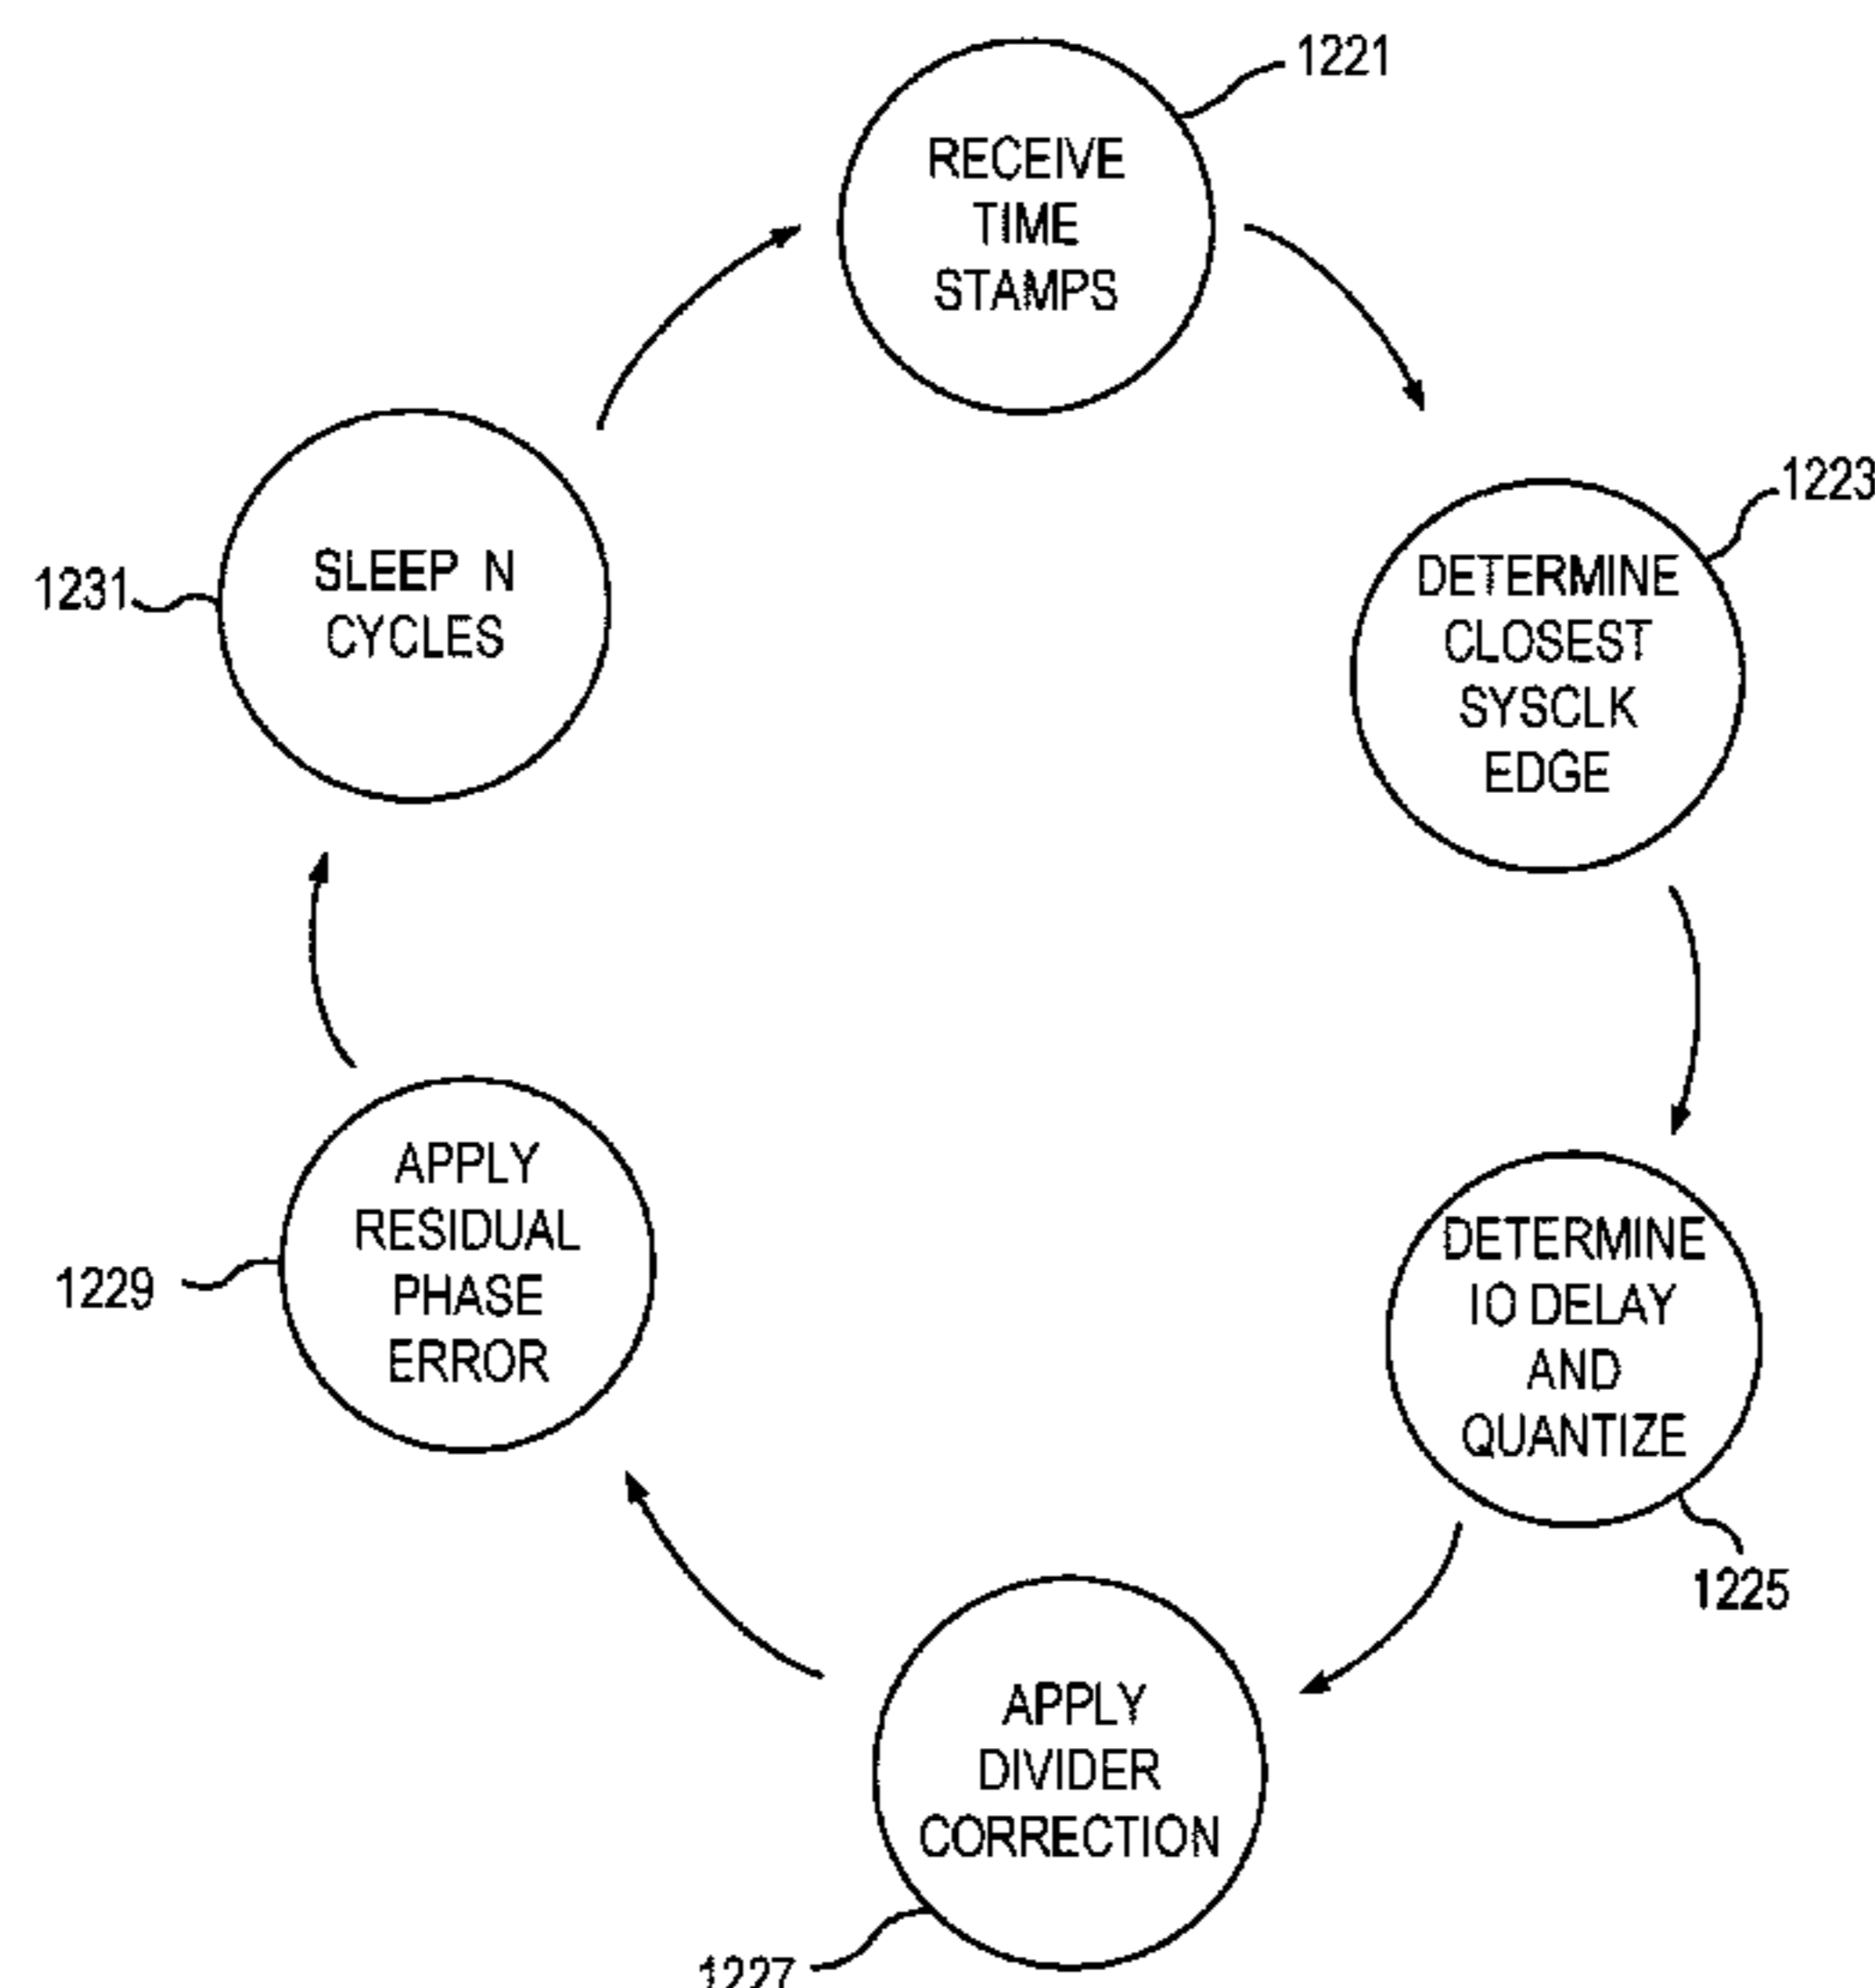 1221
RECEIVE
TIME
STAMPS
1223
DETERMINE
CLOSEST
SYSCLK
EDGE
DETERMINE
IO DELAY
AND
QUANTIZE
1225
APPLY
DIVIDER
CORRECTION
1227
APPLY
RESIDUAL
PHASE
ERROR
1229
SLEEP N
CYCLES
1231